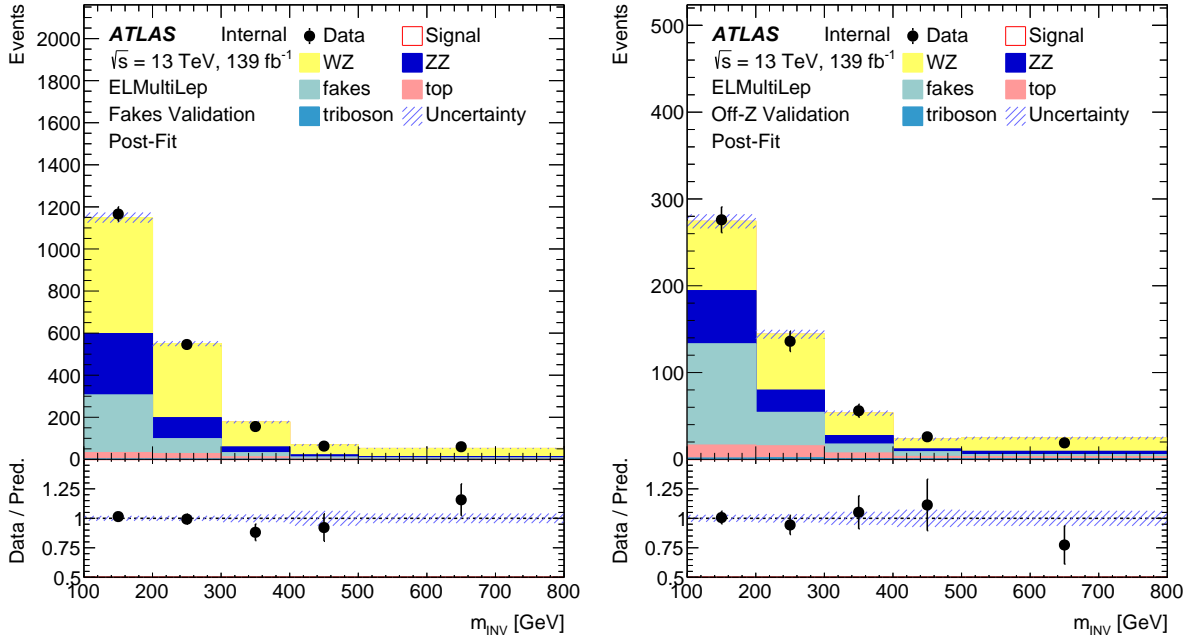 Events
2000
1800
1600
1400
1200
1000
800
600
400
200
0
ATLAS Internal
√s = 13 TeV, 139 fb⁻¹
ELMultiLep
Fakes Validation
Post-Fit
Data Signal
WZ ZZ
fakes top
triboson Uncertainty
Data / Pred.
1.25
1
0.75
0.5
100 200 300 400 500 600 700 800
m_INV [GeV]
Events
500
400
300
200
100
0
ATLAS Internal
√s = 13 TeV, 139 fb⁻¹
ELMultiLep
Off-Z Validation
Post-Fit
Data Signal
WZ ZZ
fakes top
triboson Uncertainty
Data / Pred.
1.25
1
0.75
0.5
100 200 300 400 500 600 700 800
m_INV [GeV]